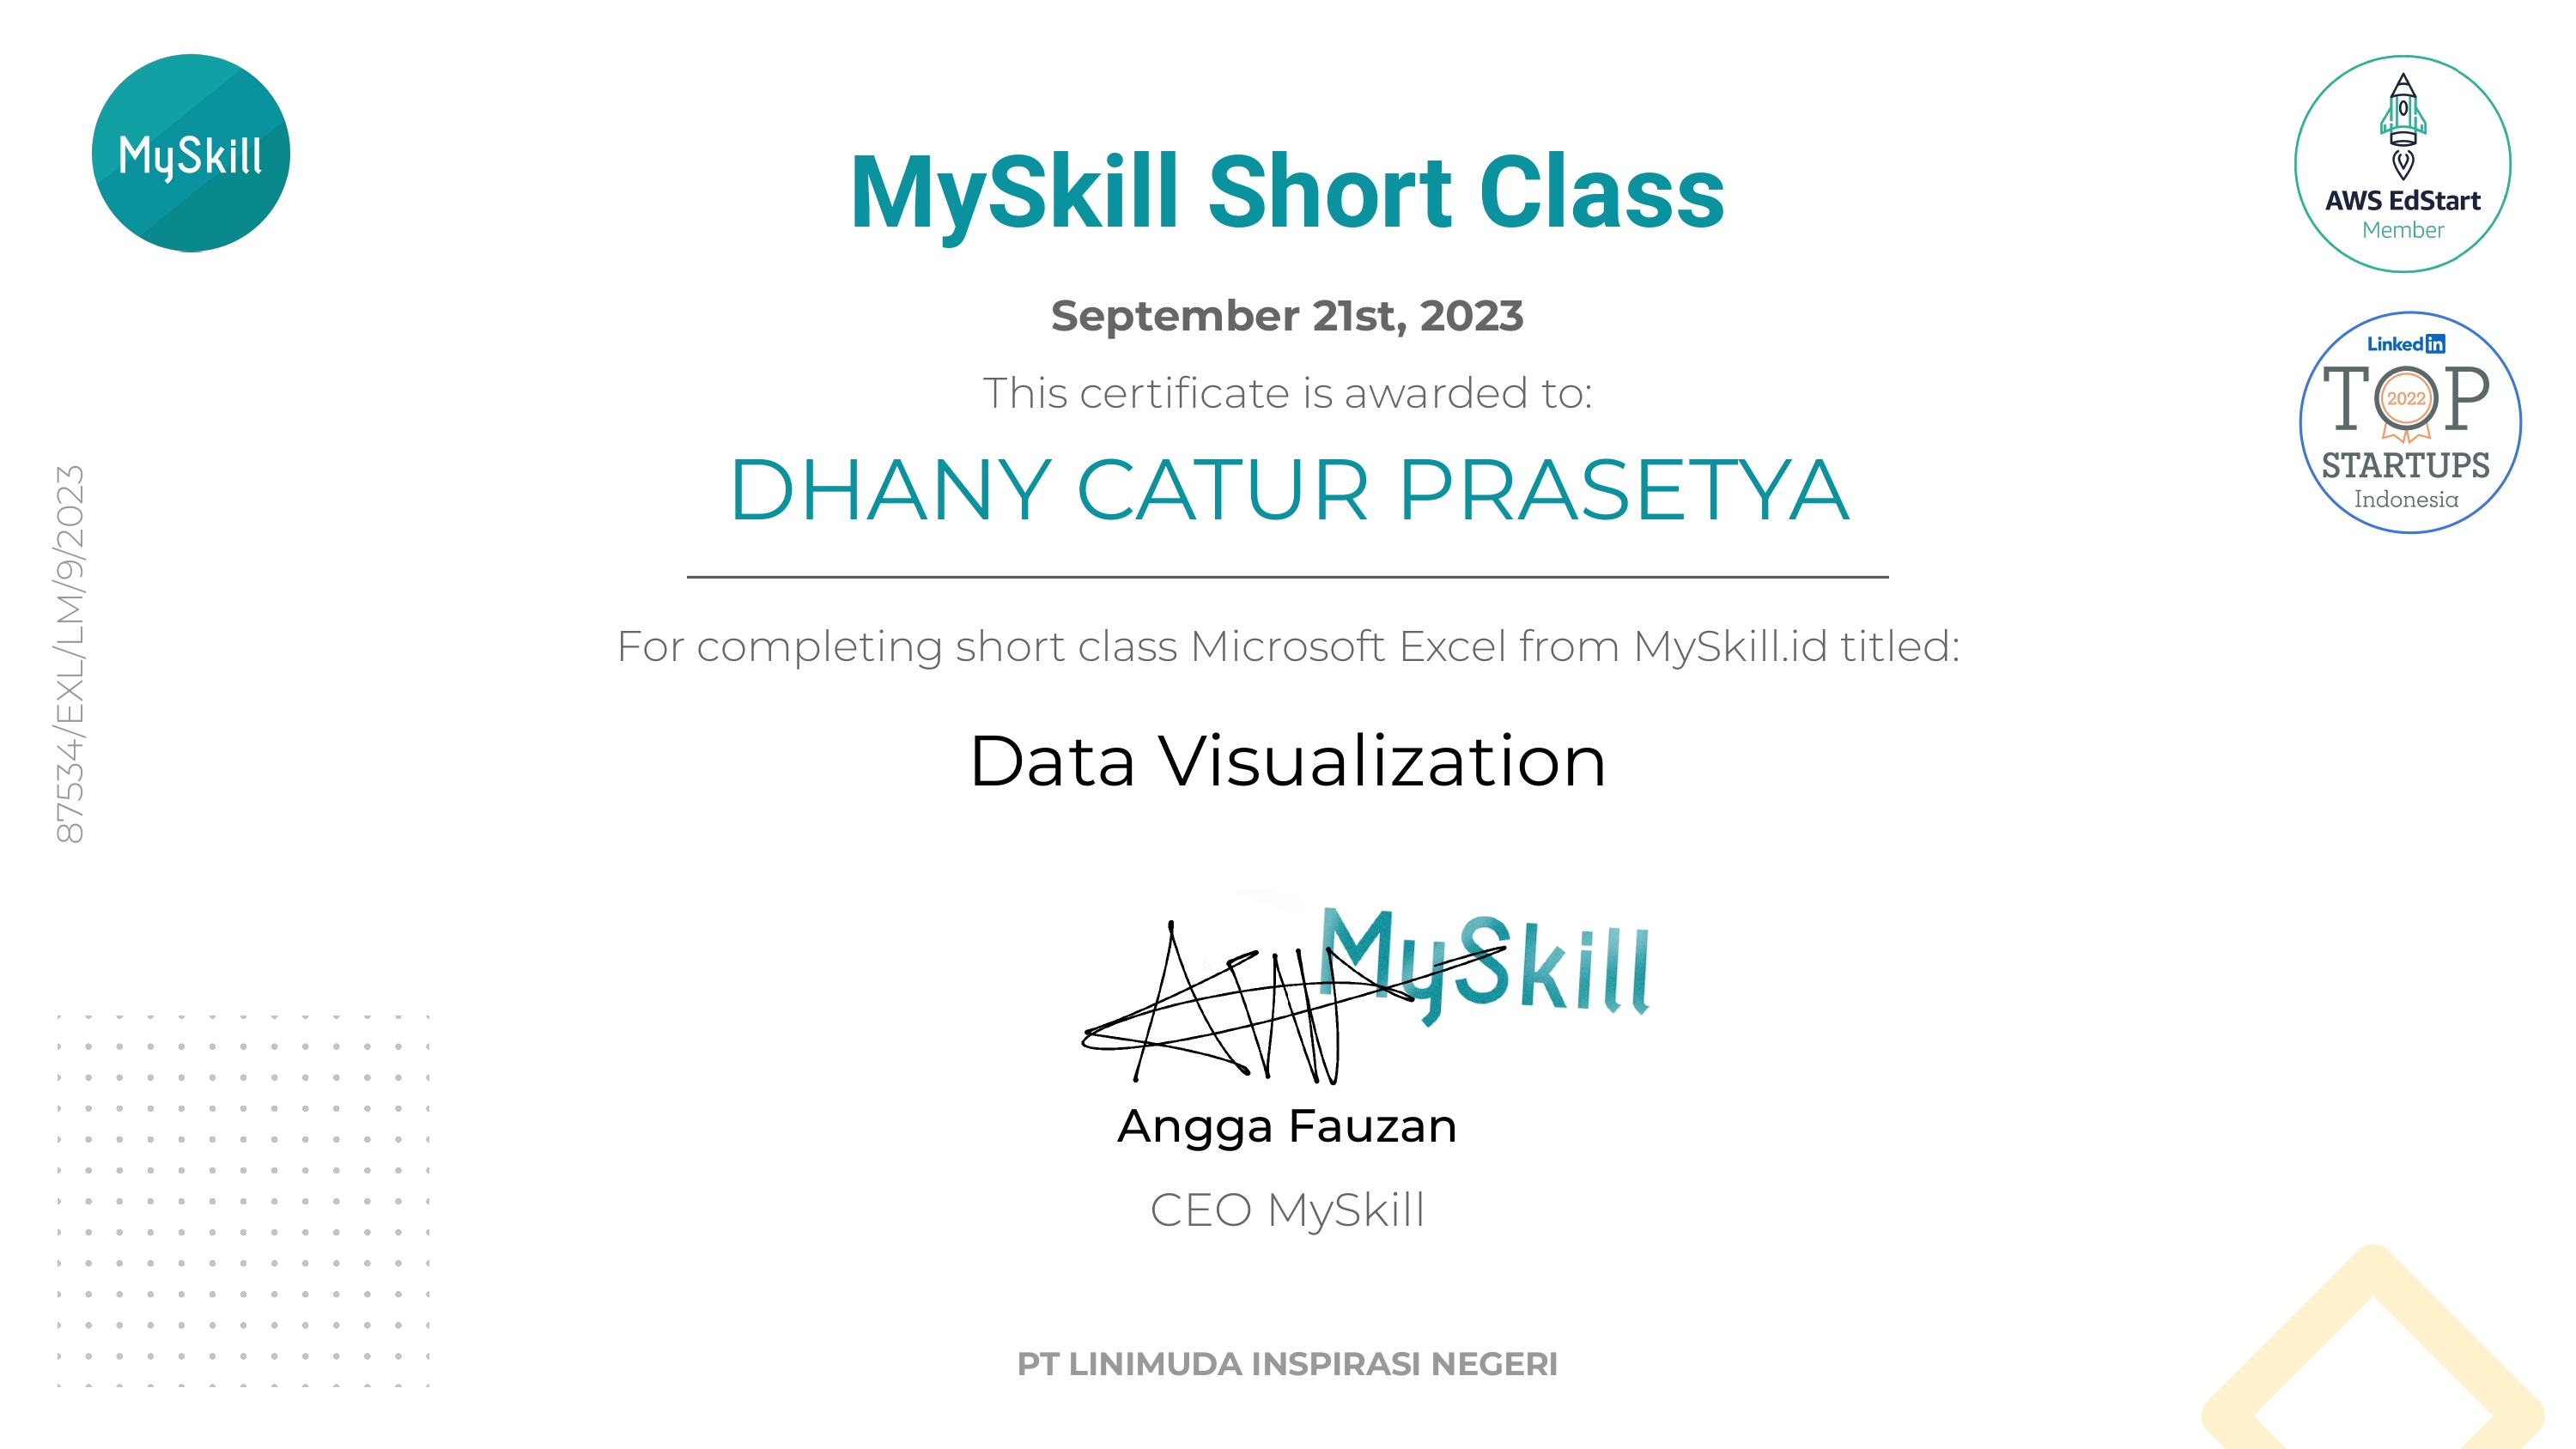 MySkill
MySkill Short Class
AWS EdStart
Member
September 21st, 2023
LinkedIn
TOP
2022
STARTUPS
Indonesia
This certificate is awarded to:
DHANY CATUR PRASETYA
87534/EXL/LM/9/2023
For completing short class Microsoft Excel from MySkill.id titled:
Data Visualization
MySkill
Angga Fauzan
CEO MySkill
PT LINIMUDA INSPIRASI NEGERI